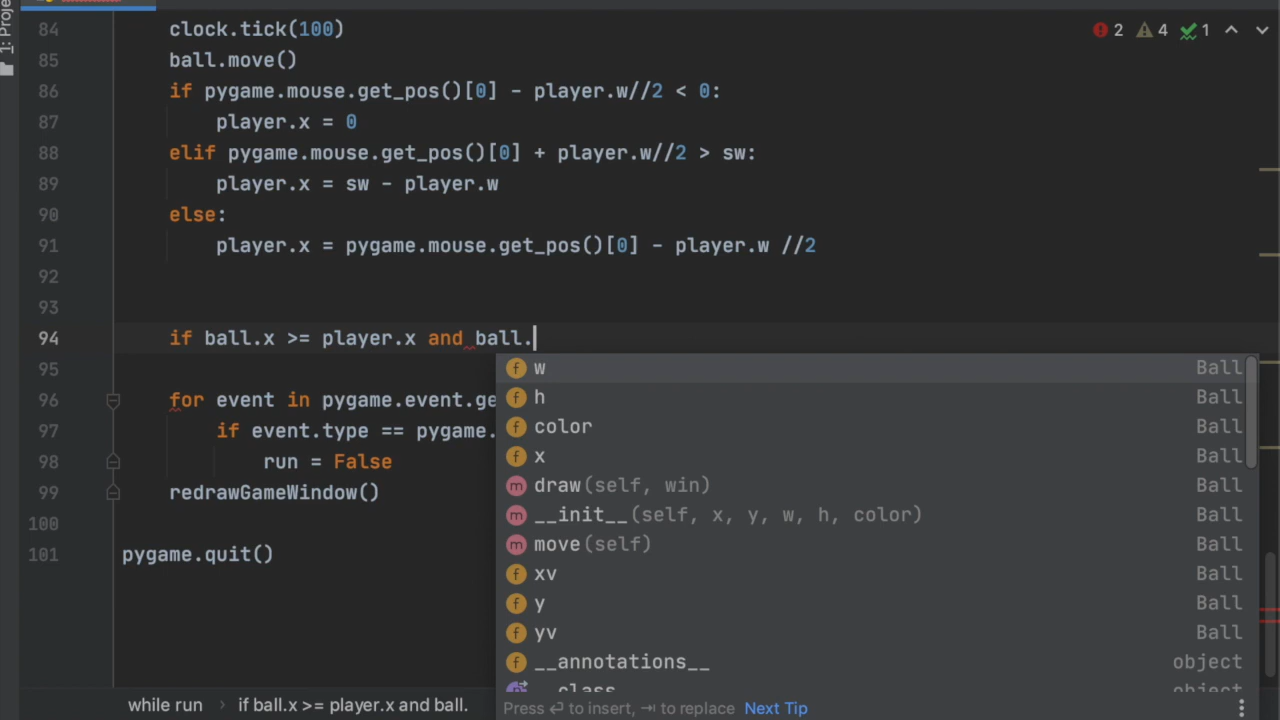 1: Proje
84 clock.tick(100)
2 4 1
85 ball.move()
86 if pygame.mouse.get_pos()[0] - player.w//2 < 0:
87 player.x = 0
88 elif pygame.mouse.get_pos()[0] + player.w//2 > sw:
89 player.x = sw - player.w
90 else:
91 player.x = pygame.mouse.get_pos()[0] - player.w //2
92
93
94 if ball.x >= player.x and ball.
95
96 for event in pygame.event.ge
97 if event.type == pygame.
98 run = False
99 redrawGameWindow()
100
101 pygame.quit()
f w Ball
f h Ball
f color Ball
f x Ball
m draw(self, win) Ball
m __init__(self, x, y, w, h, color) Ball
m move(self) Ball
f xv Ball
f y Ball
f yv Ball
f __annotations__ object
__class__ object
Press ⏎ to insert, ⇥ to replace Next Tip
while run › if ball.x >= player.x and ball.